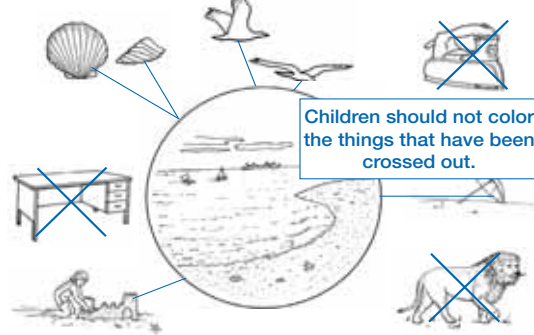 Children should not color
the things that have been
crossed out.